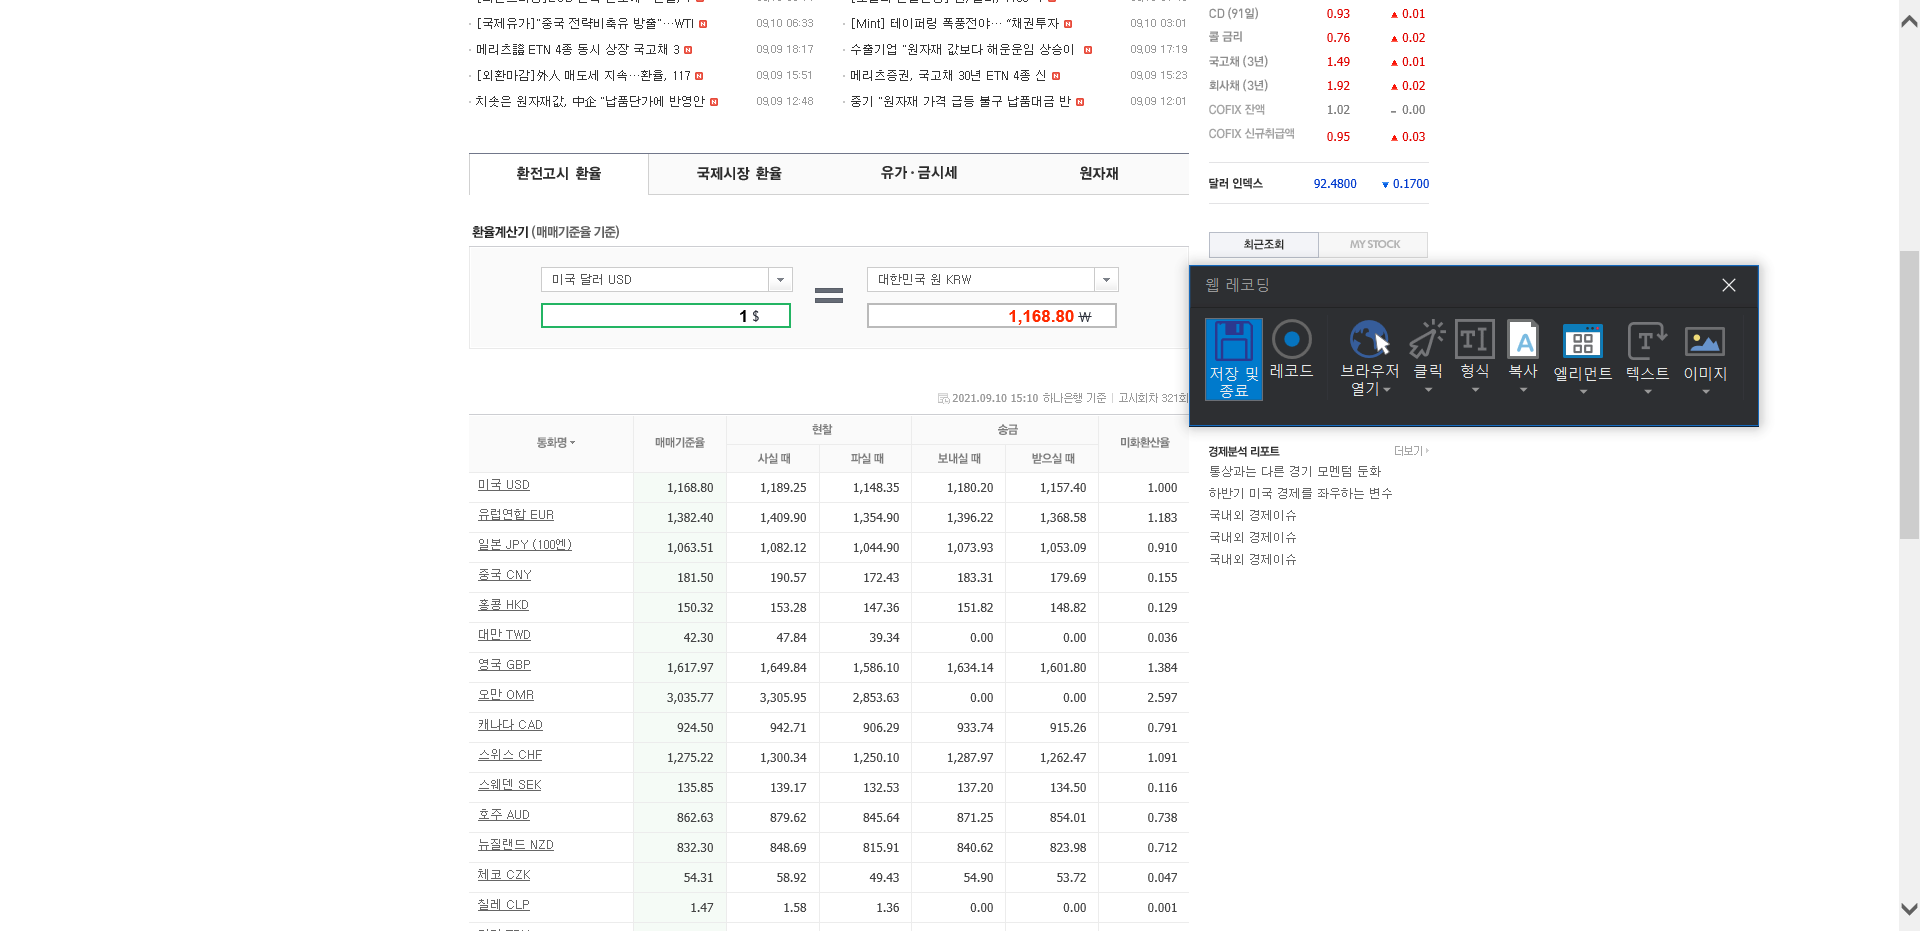 [국제유가]"중국 전략비축유 방출"…WTI 09,10 06:33
메리츠證 ETN 4종 동시 상장 국고채 3 09,09 18:17
[외환마감]外人 매도세 지속…환율, 117 09,09 15:51
치솟은 원자재값, 中企 "납품단가에 반영안 09,09 12:48
[Mint] 테이퍼링 폭풍전야… "채권투자 09,10 03:01
수출기업 "원자재 값보다 해운운임 상승이 09,09 17:19
메리츠증권, 국고채 30년 ETN 4종 신 09,09 15:23
중기 "원자재 가격 급등 불구 납품대금 반 09,09 12:01
환전고시 환율 국제시장 환율 유가·금시세 원자재
환율계산기 (매매기준율 기준)
미국 달러 USD 대한민국 원 KRW
1 $ = 1,168.80 ₩
2021.09.10 15:10 하나은행 기준 고시회차 321회
통화명 매매기준율 현찰 송금 미화환산율
사실 때 파실 때 보내실 때 받으실 때
미국 USD 1,168.80 1,189.25 1,148.35 1,180.20 1,157.40 1.000
유럽연합 EUR 1,382.40 1,409.90 1,354.90 1,396.22 1,368.58 1.183
일본 JPY (100엔) 1,063.51 1,082.12 1,044.90 1,073.93 1,053.09 0.910
중국 CNY 181.50 190.57 172.43 183.31 179.69 0.155
홍콩 HKD 150.32 153.28 147.36 151.82 148.82 0.129
대만 TWD 42.30 47.84 39.34 0.00 0.00 0.036
영국 GBP 1,617.97 1,649.84 1,586.10 1,634.14 1,601.80 1.384
오만 OMR 3,035.77 3,305.95 2,853.63 0.00 0.00 2.597
캐나다 CAD 924.50 942.71 906.29 933.74 915.26 0.791
스위스 CHF 1,275.22 1,300.34 1,250.10 1,287.97 1,262.47 1.091
스웨덴 SEK 135.85 139.17 132.53 137.20 134.50 0.116
호주 AUD 862.63 879.62 845.64 871.25 854.01 0.738
뉴질랜드 NZD 832.30 848.69 815.91 840.62 823.98 0.712
체코 CZK 54.31 58.92 49.43 54.90 53.72 0.047
칠레 CLP 1.47 1.58 1.36 0.00 0.00 0.001
CD (91일) 0.93 ▲ 0.01
콜 금리 0.76 ▲ 0.02
국고채 (3년) 1.49 ▲ 0.01
회사채 (3년) 1.92 ▲ 0.02
COFIX 잔액 1.02 - 0.00
COFIX 신규취급액 0.95 ▲ 0.03
달러 인덱스 92.4800 ▼ 0.1700
최근조회 MY STOCK
웹 레코딩
저장 및 종료 레코드 브라우저 열기 클릭 형식 복사 엘리먼트 텍스트 이미지
경제분석 리포트 더보기
통상과는 다른 경기 모멘텀 둔화
하반기 미국 경제를 좌우하는 변수
국내외 경제이슈
국내외 경제이슈
국내외 경제이슈